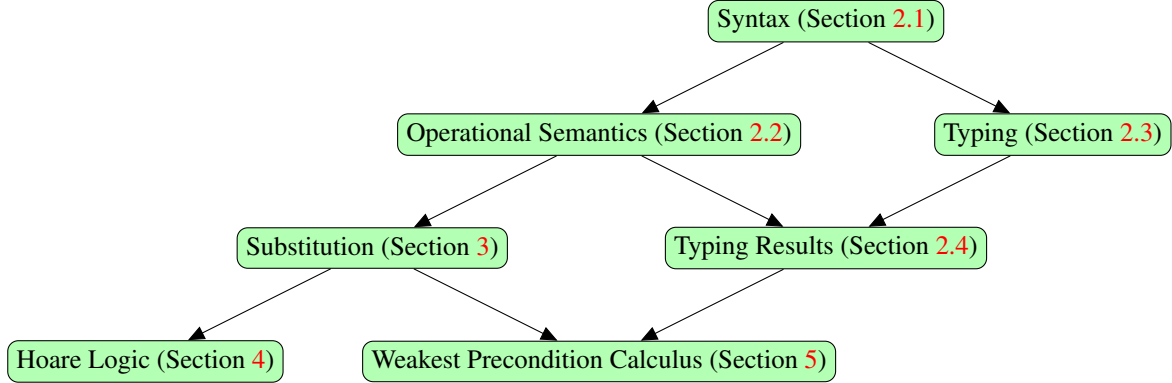 Syntax (Section 2.1)
Operational Semantics (Section 2.2)
Typing (Section 2.3)
Substitution (Section 3)
Typing Results (Section 2.4)
Hoare Logic (Section 4)
Weakest Precondition Calculus (Section 5)